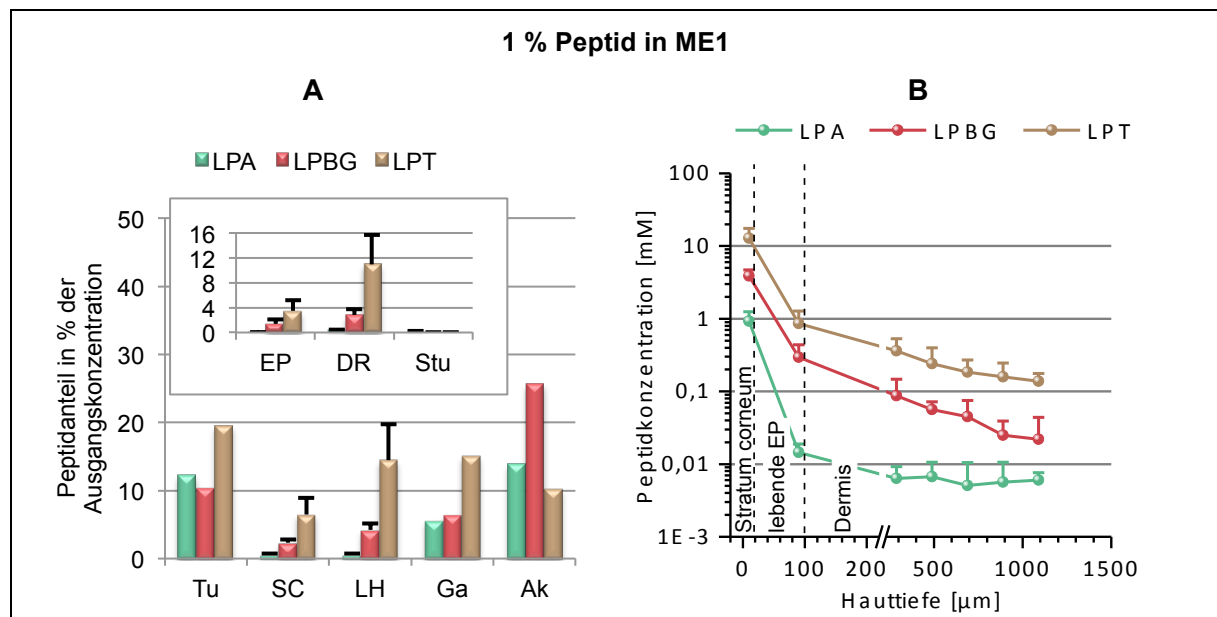 1 % Peptid in ME1
A
LPA LPBG LPT
Peptidanteil in % der
Ausgangskonzentration
50
40
30
20
10
0
16
12
8
4
0
EP DR Stu
Tu SC LH Ga Ak
B
LPA LPBG LPT
Peptidkonzentration [mM]
100
10
1
0,1
0,01
1E-3
Stratum corneum
lebende EP
Dermis
0 100 200 500 1000 1500
Hauttiefe [µm]